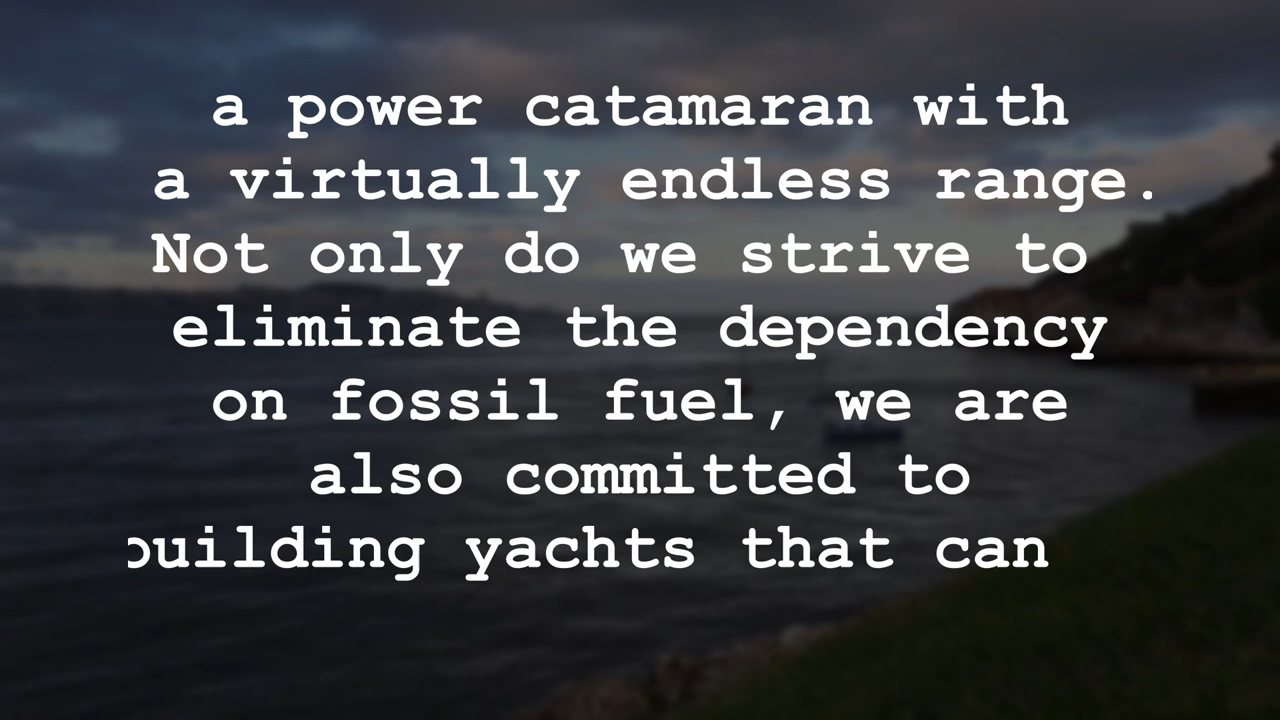 a power catamaran with
a virtually endless range.
Not only do we strive to
eliminate the dependency
on fossil fuel, we are
also committed to
building yachts that can